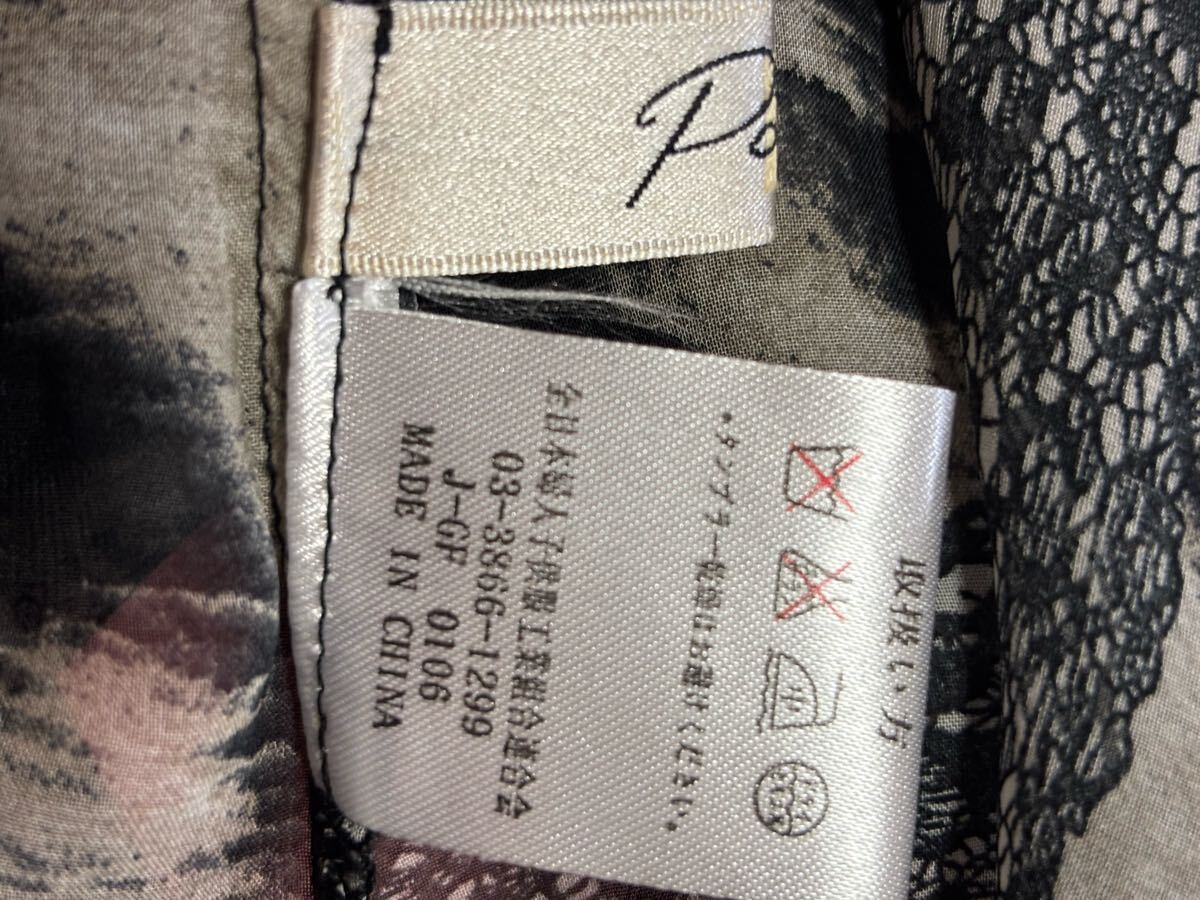 Po
取扱い方
・タンブラー乾燥はお避けください。
全日本婦人子供服工業組合連合会
03-3866-1299
J-GF 0106
MADE IN CHINA